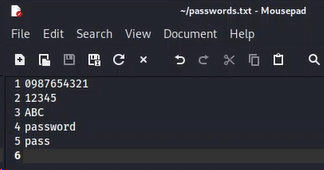 ~/passwords.txt - Mousepad
File Edit Search View Document Help
1 0987654321
2 12345
3 ABC
4 password
5 pass
6